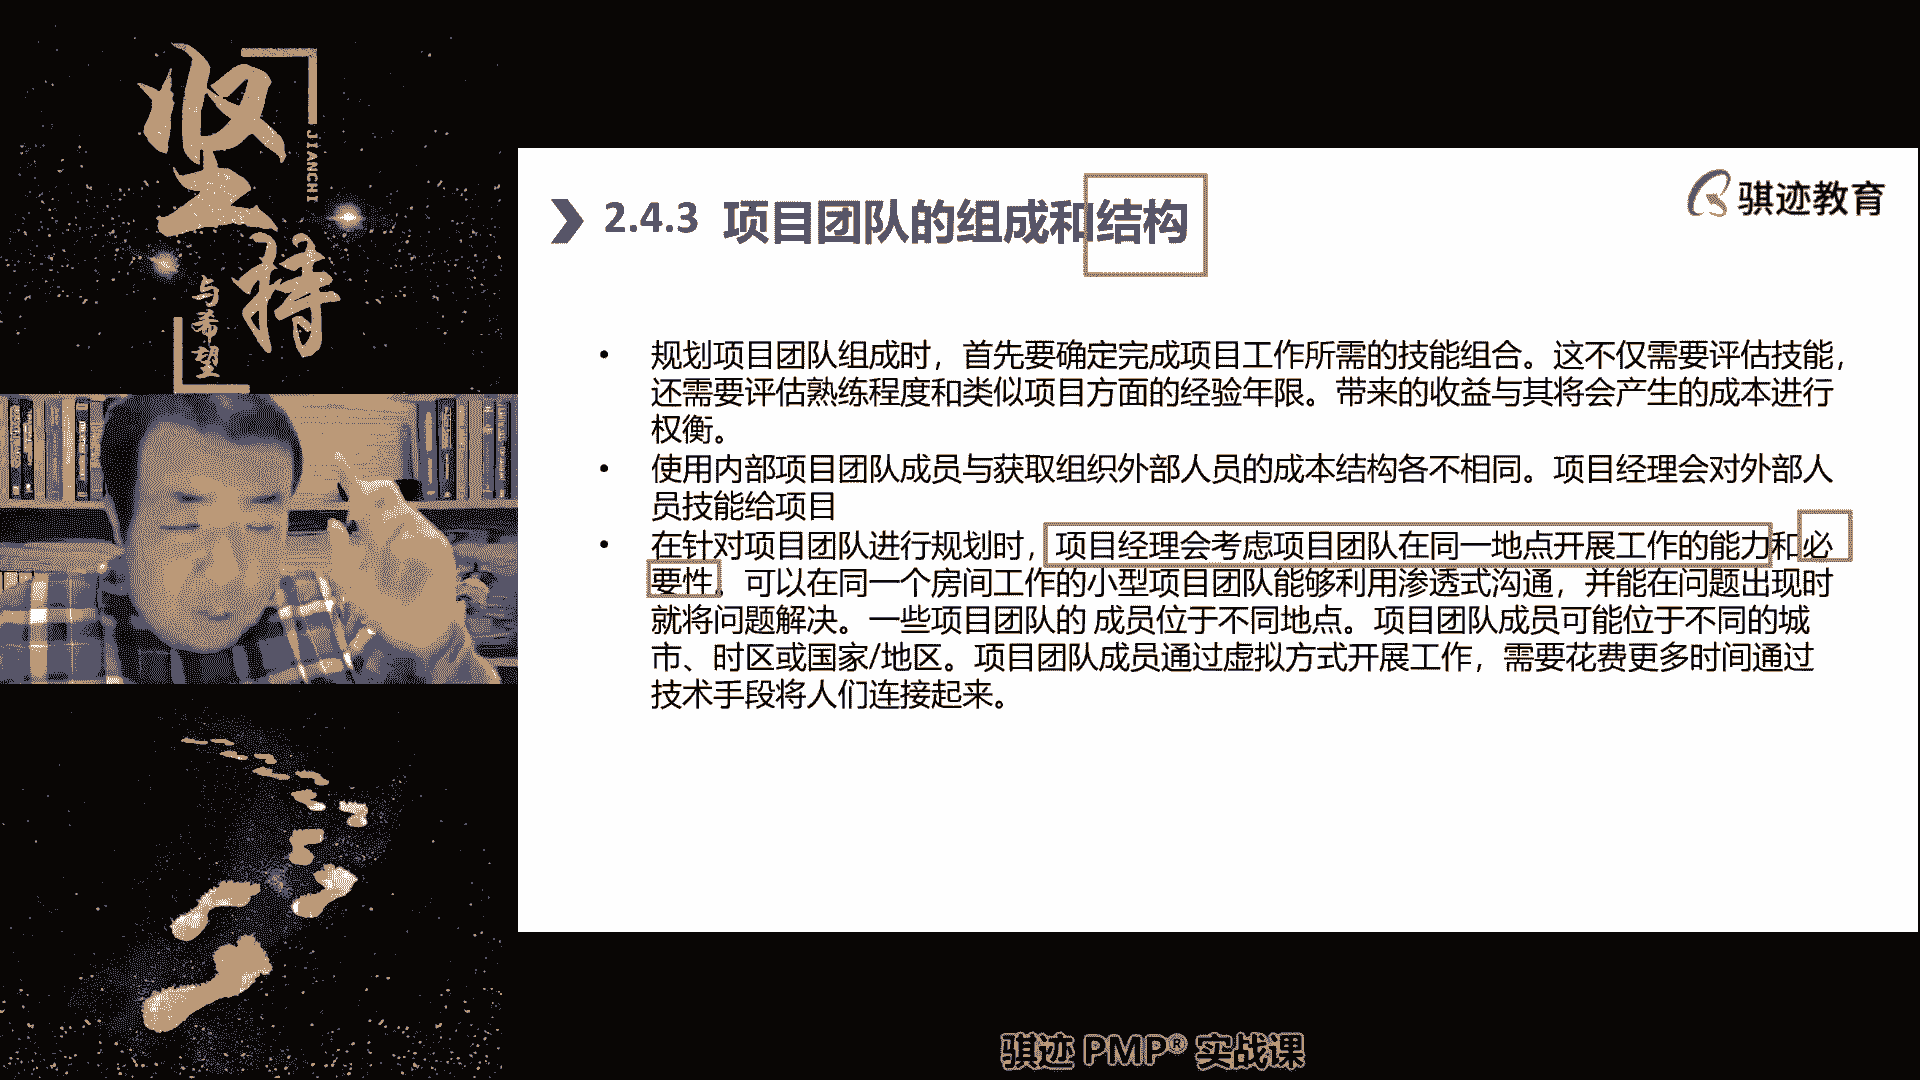 坚持
JIANCHI
与希望
2.4.3 项目团队的组成和结构
骐迹教育
• 规划项目团队组成时，首先要确定完成项目工作所需的技能组合。这不仅需要评估技能，
还需要评估熟练程度和类似项目方面的经验年限。带来的收益与其将会产生的成本进行
权衡。
• 使用内部项目团队成员与获取组织外部人员的成本结构各不相同。项目经理会对外部人
员技能给项目
• 在针对项目团队进行规划时，项目经理会考虑项目团队在同一地点开展工作的能力和必
要性。可以在同一个房间工作的小型项目团队能够利用渗透式沟通，并能在问题出现时
就将问题解决。一些项目团队的 成员位于不同地点。项目团队成员可能位于不同的城
市、时区或国家/地区。项目团队成员通过虚拟方式开展工作，需要花费更多时间通过
技术手段将人们连接起来。
骐迹 PMP® 实战课